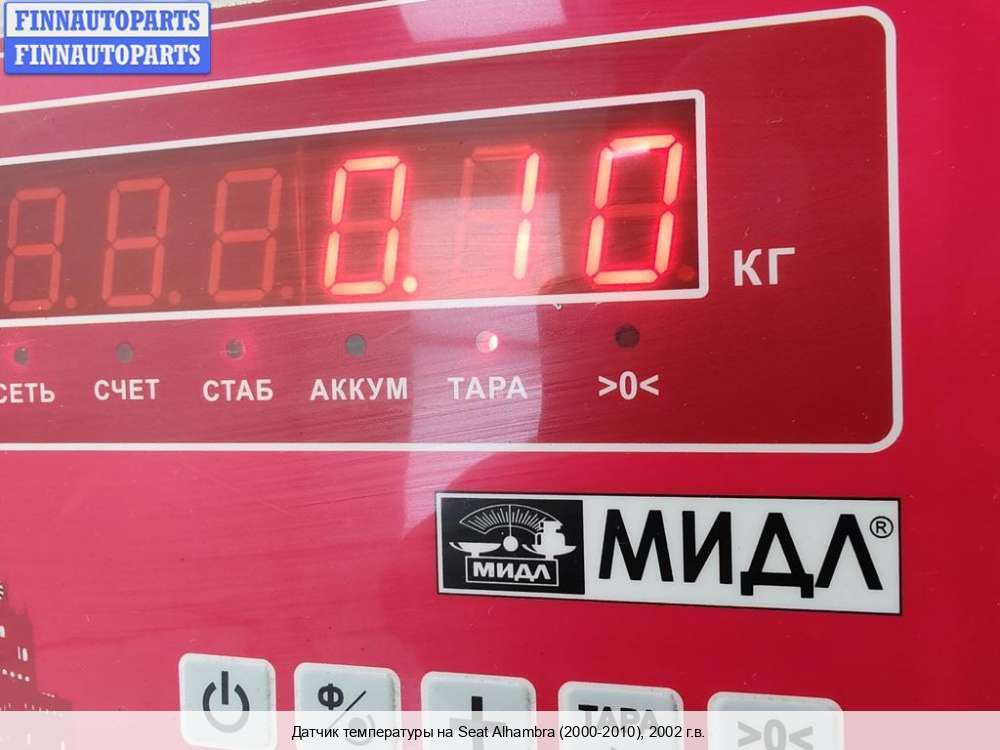 FINNAUTOPARTS
FINNAUTOPARTS
0.10
КГ
СЕТЬ СЧЕТ СТАБ АККУМ ТАРА >0<
МИДЛ
МИДЛ®
Ф
ТАРА
>0<
Датчик температуры на Seat Alhambra (2000-2010), 2002 г.в.